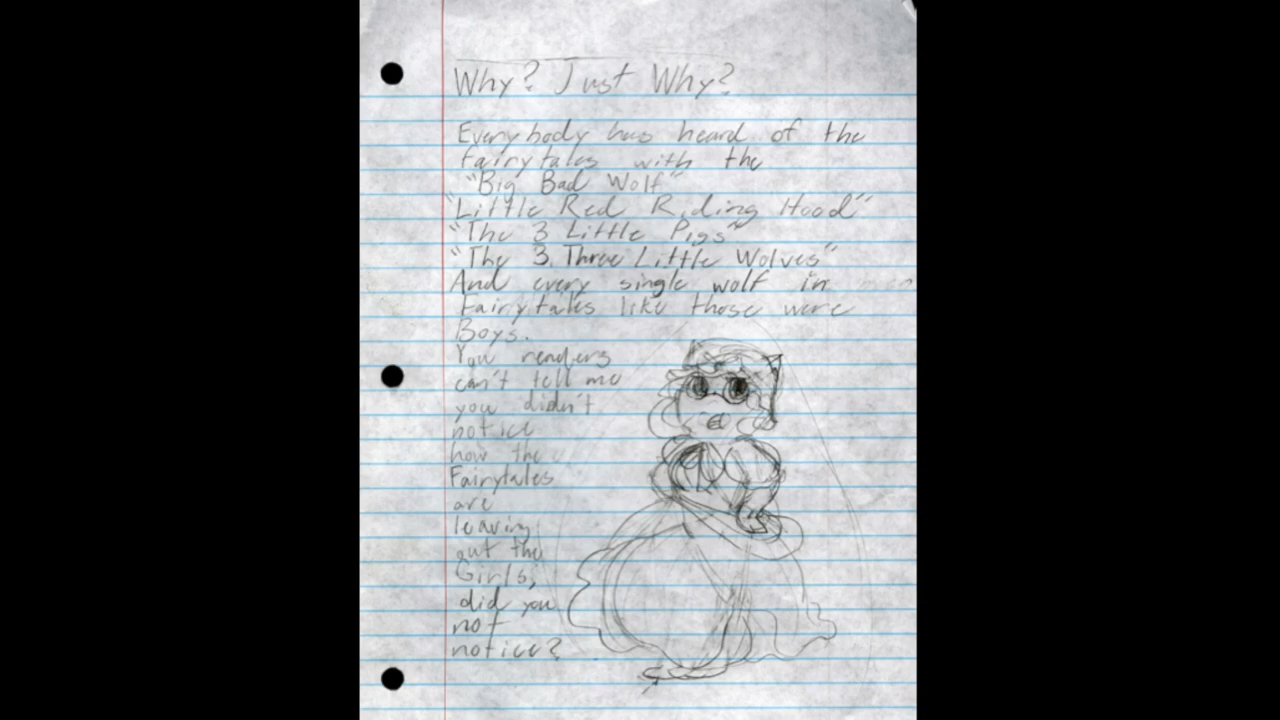 Why? Just Why?
Everybody has heard of the
fairytales with the
"Big Bad Wolf"
"Little Red Riding Hood"
"The 3 Little Pigs"
"The 3 Three Little Wolves"
And every single wolf in
Fairytales like those were
Boys.
You readers
can't tell me
you didn't
notice
how the
Fairytales
are
leaving
out the
Girls,
did you
not
notice?